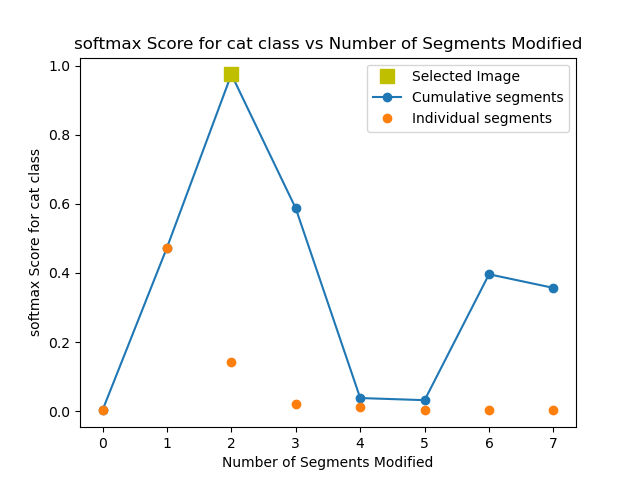 softmax Score for cat class vs Number of Segments Modified
1.0
0.8
0.6
0.4
0.2
0.0
softmax Score for cat class
Selected Image
Cumulative segments
Individual segments
0 1 2 3 4 5 6 7
Number of Segments Modified